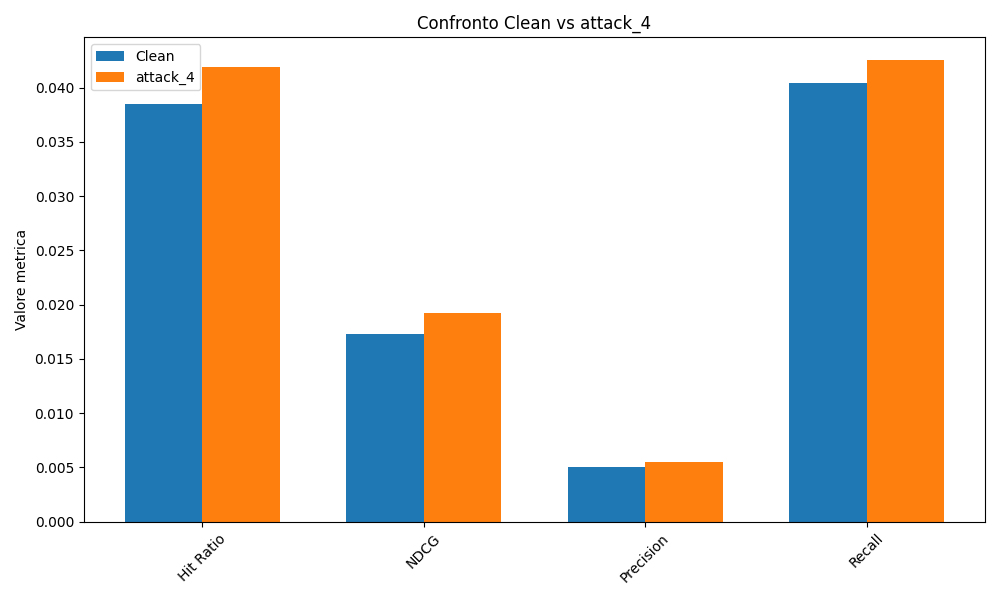 Confronto Clean vs attack_4
Clean
attack_4
Valore metrica
0.040
0.035
0.030
0.025
0.020
0.015
0.010
0.005
0.000
Hit Ratio
NDCG
Precision
Recall